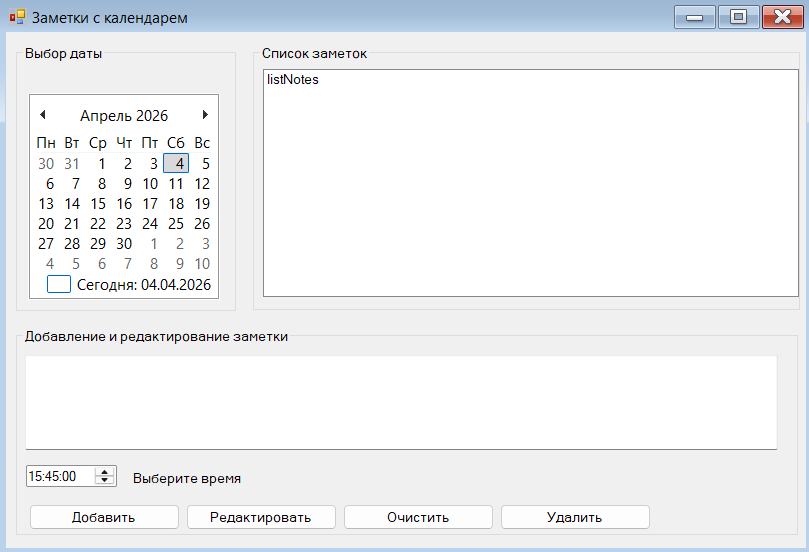 Заметки с календарем
Выбор даты
Апрель 2026
Пн Вт Ср Чт Пт Сб Вс
30 31 1 2 3 4 5
6 7 8 9 10 11 12
13 14 15 16 17 18 19
20 21 22 23 24 25 26
27 28 29 30 1 2 3
4 5 6 7 8 9 10
Сегодня: 04.04.2026
Список заметок
listNotes
Добавление и редактирование заметки
15:45:00 Выберите время
Добавить Редактировать Очистить Удалить